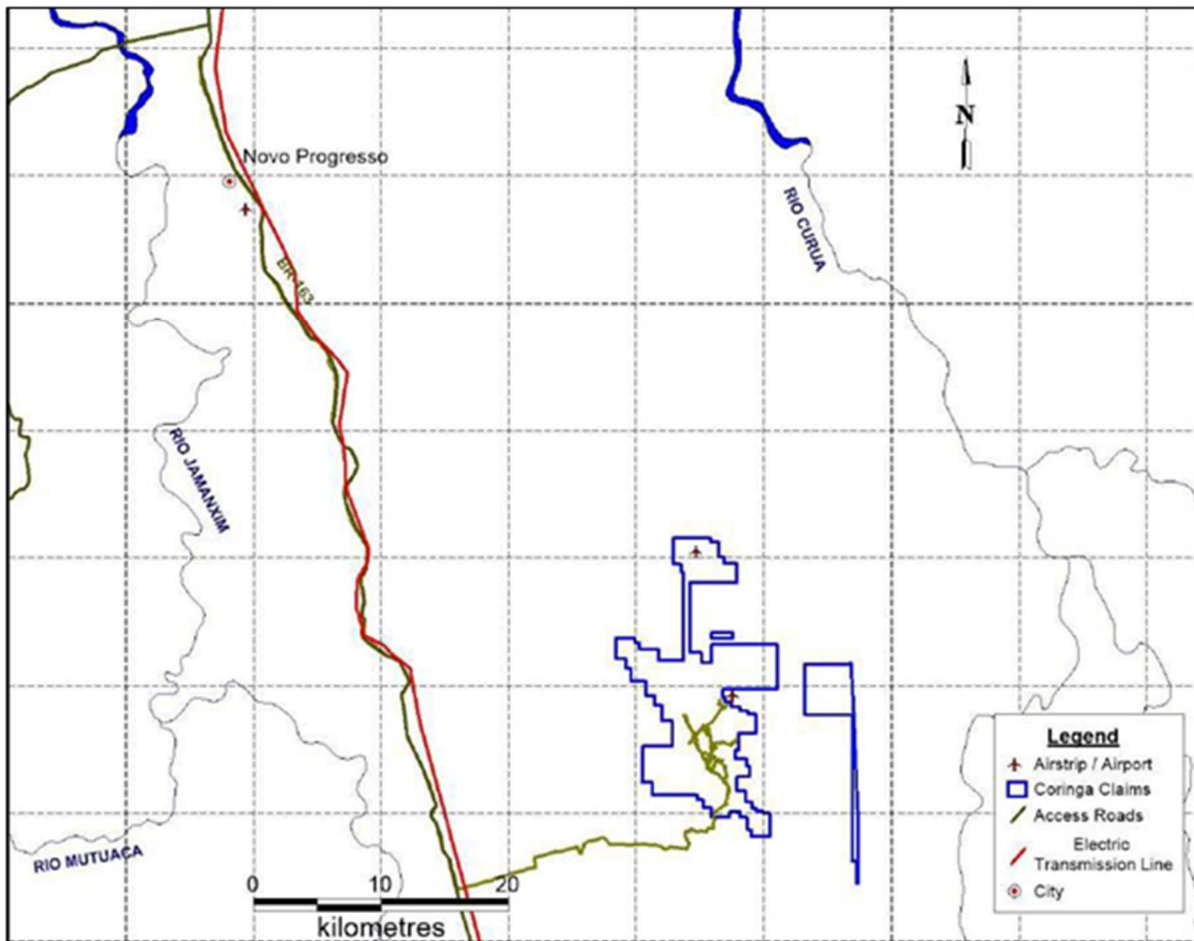 N
Novo Progresso
RIO CURUA
BR-163
RIO JAMANXIM
Legend
Airstrip / Airport
Coringa Claims
Access Roads
Electric
Transmission Line
City
RIO MUTUACA
0 10 20
kilometres